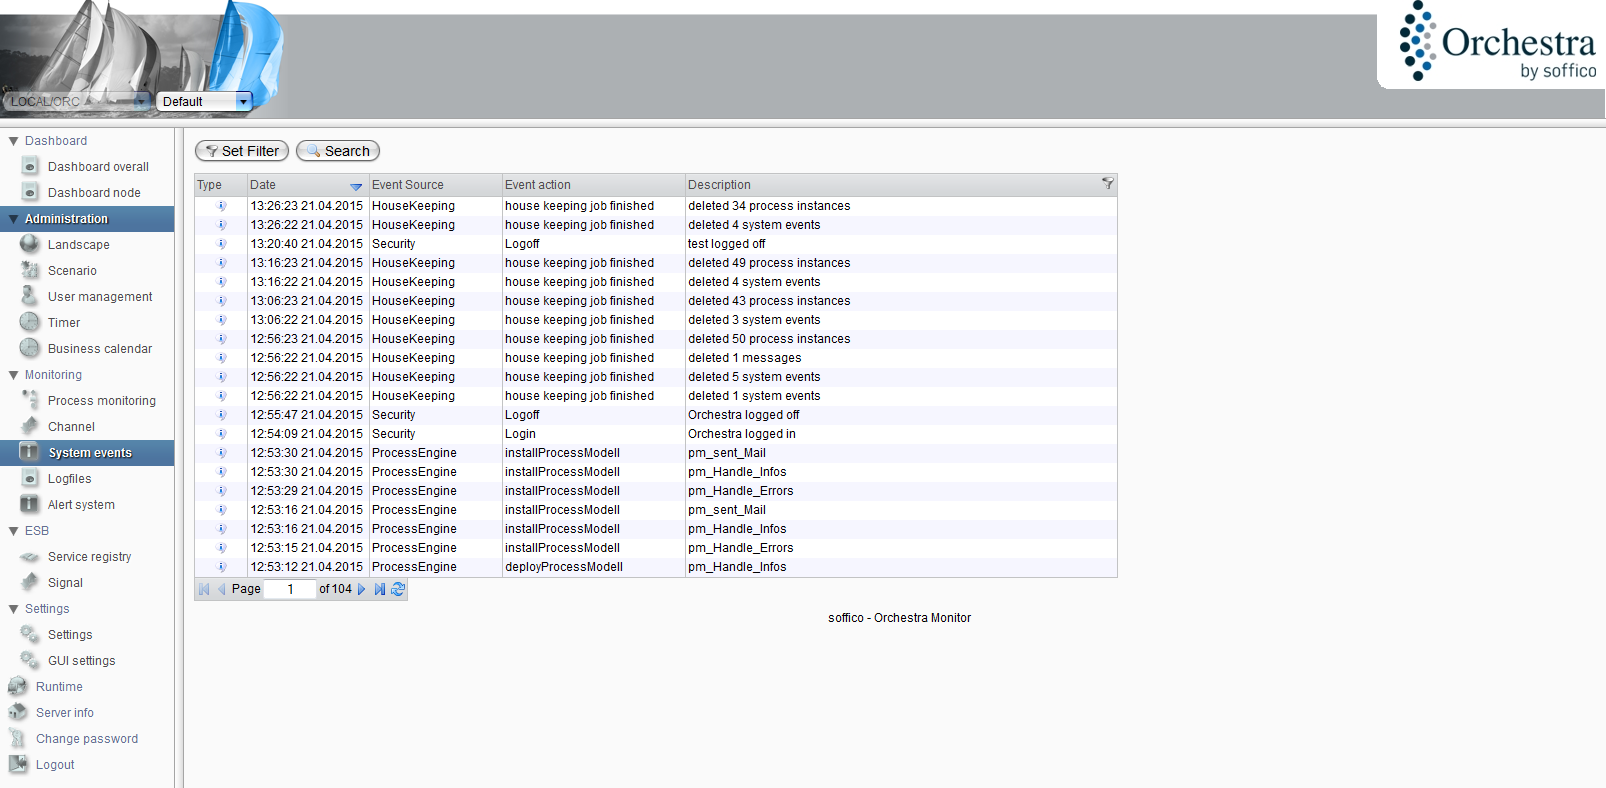 Orchestra
by soffico
LOCAL/ORC
Default
Dashboard
Dashboard overall
Dashboard node
Administration
Landscape
Scenario
User management
Timer
Business calendar
Monitoring
Process monitoring
Channel
System events
Logfiles
Alert system
ESB
Service registry
Signal
Settings
Settings
GUI settings
Runtime
Server info
Change password
Logout
Set Filter Search
Type Date Event Source Event action Description
13:26:23 21.04.2015 HouseKeeping house keeping job finished deleted 34 process instances
13:26:22 21.04.2015 HouseKeeping house keeping job finished deleted 4 system events
13:20:40 21.04.2015 Security Logoff test logged off
13:16:23 21.04.2015 HouseKeeping house keeping job finished deleted 49 process instances
13:16:22 21.04.2015 HouseKeeping house keeping job finished deleted 4 system events
13:06:23 21.04.2015 HouseKeeping house keeping job finished deleted 43 process instances
13:06:22 21.04.2015 HouseKeeping house keeping job finished deleted 3 system events
12:56:23 21.04.2015 HouseKeeping house keeping job finished deleted 50 process instances
12:56:22 21.04.2015 HouseKeeping house keeping job finished deleted 1 messages
12:56:22 21.04.2015 HouseKeeping house keeping job finished deleted 5 system events
12:56:22 21.04.2015 HouseKeeping house keeping job finished deleted 1 system events
12:55:47 21.04.2015 Security Logoff Orchestra logged off
12:54:09 21.04.2015 Security Login Orchestra logged in
12:53:30 21.04.2015 ProcessEngine installProcessModell pm_sent_Mail
12:53:30 21.04.2015 ProcessEngine installProcessModell pm_Handle_Infos
12:53:29 21.04.2015 ProcessEngine installProcessModell pm_Handle_Errors
12:53:16 21.04.2015 ProcessEngine installProcessModell pm_sent_Mail
12:53:16 21.04.2015 ProcessEngine installProcessModell pm_Handle_Infos
12:53:15 21.04.2015 ProcessEngine installProcessModell pm_Handle_Errors
12:53:12 21.04.2015 ProcessEngine deployProcessModell pm_Handle_Infos
Page 1 of 104
soffico - Orchestra Monitor